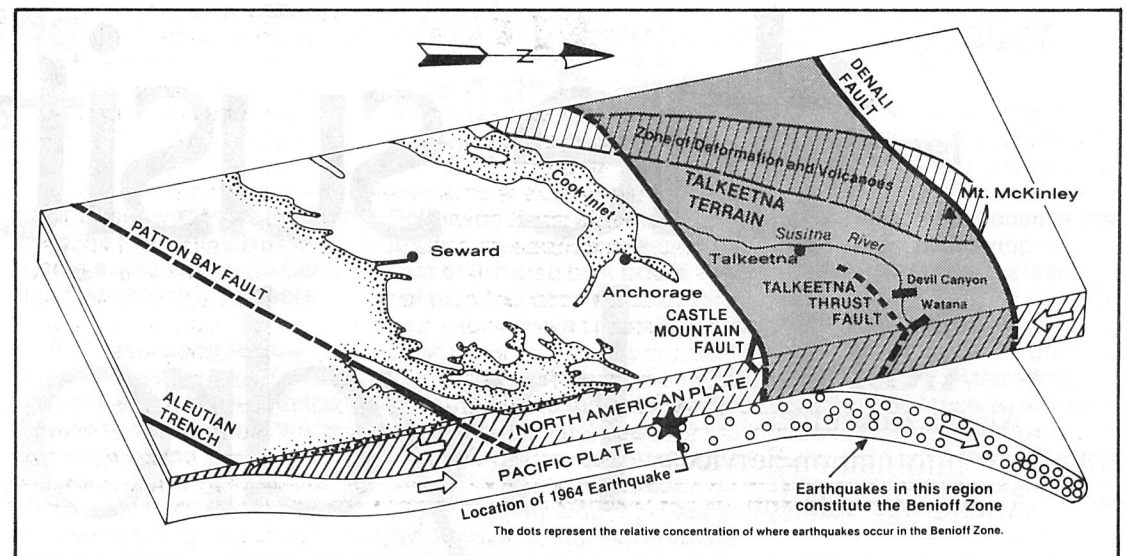 N
DENALI
FAULT
Zone of Deformation and Volcanoes
Mt. McKinley
TALKEETNA
TERRAIN
Cook Inlet
Susitna River
PATTON BAY FAULT
Seward
Talkeetna
Devil Canyon
Anchorage
TALKEETNA
THRUST
FAULT
Watana
CASTLE
MOUNTAIN
FAULT
ALEUTIAN
TRENCH
NORTH AMERICAN PLATE
PACIFIC PLATE
Location of 1964 Earthquake
Earthquakes in this region
constitute the Benioff Zone
The dots represent the relative concentration of where earthquakes occur in the Benioff Zone.